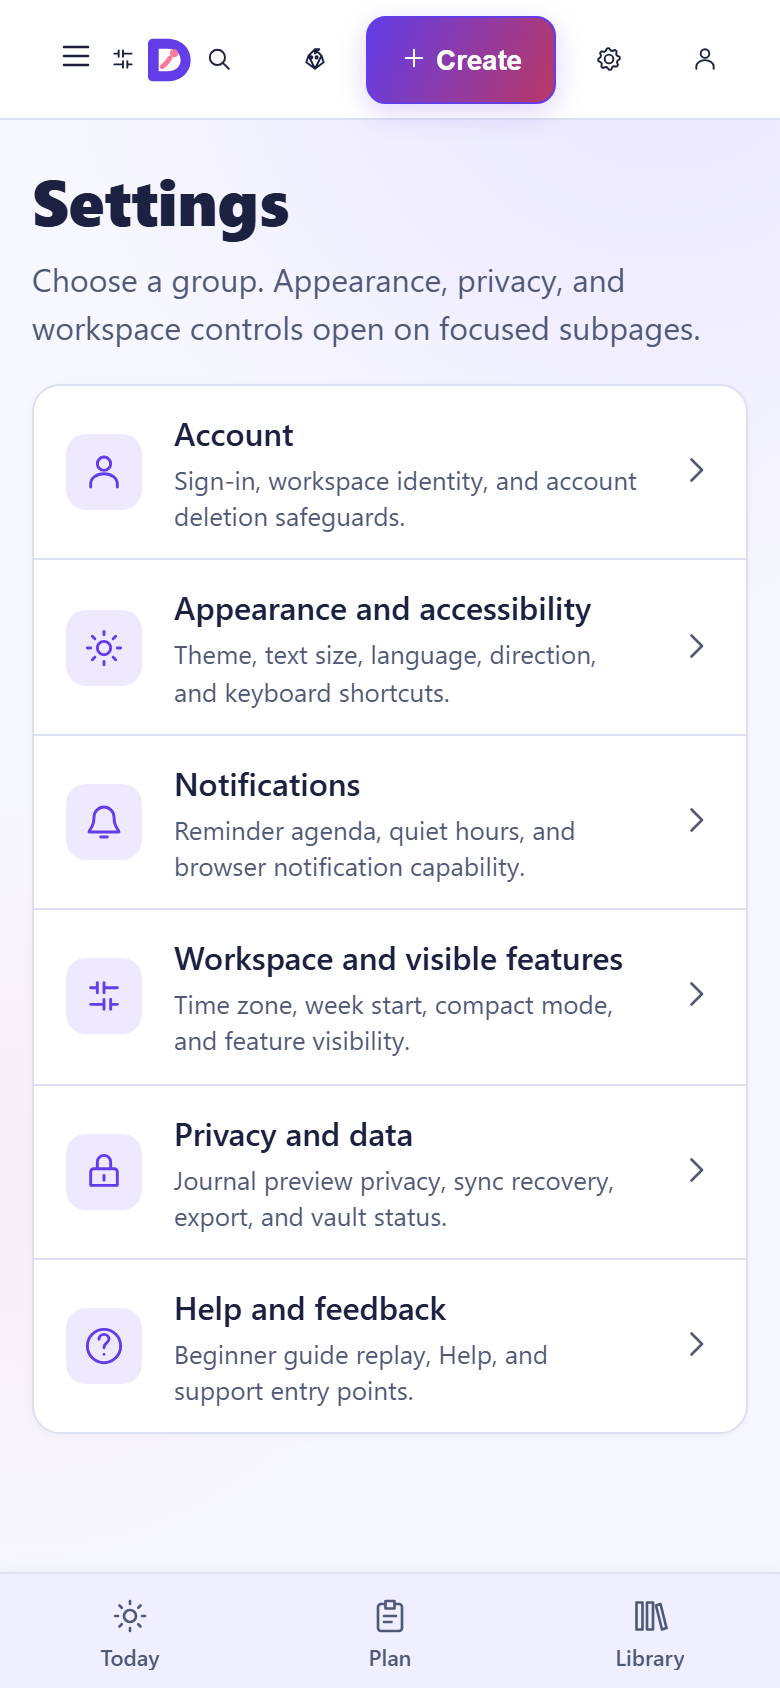 Create
Settings
Choose a group. Appearance, privacy, and
workspace controls open on focused subpages.
Account
Sign-in, workspace identity, and account
deletion safeguards.
Appearance and accessibility
Theme, text size, language, direction,
and keyboard shortcuts.
Notifications
Reminder agenda, quiet hours, and
browser notification capability.
Workspace and visible features
Time zone, week start, compact mode,
and feature visibility.
Privacy and data
Journal preview privacy, sync recovery,
export, and vault status.
Help and feedback
Beginner guide replay, Help, and
support entry points.
Today
Plan
Library